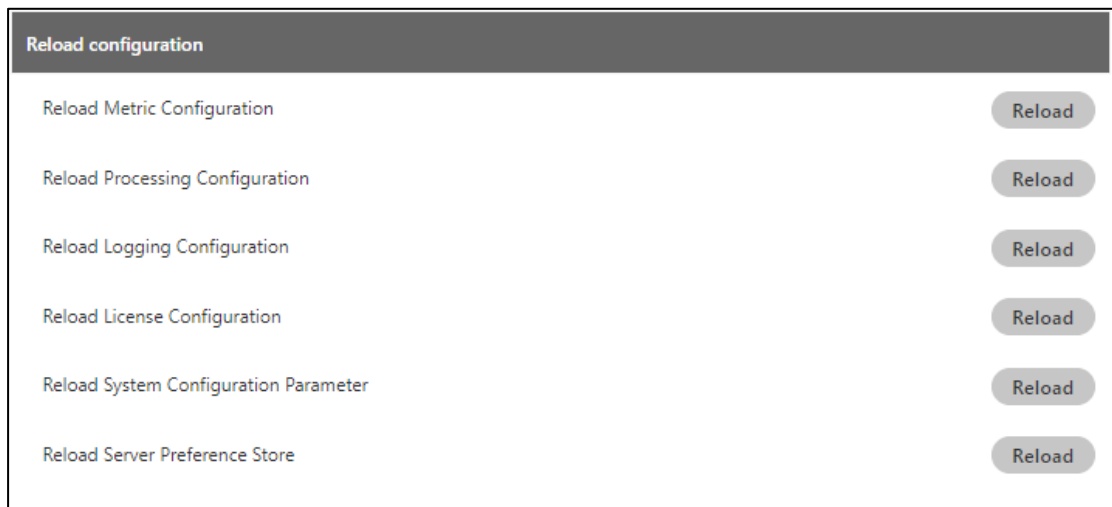 Reload configuration
Reload Metric Configuration Reload
Reload Processing Configuration Reload
Reload Logging Configuration Reload
Reload License Configuration Reload
Reload System Configuration Parameter Reload
Reload Server Preference Store Reload